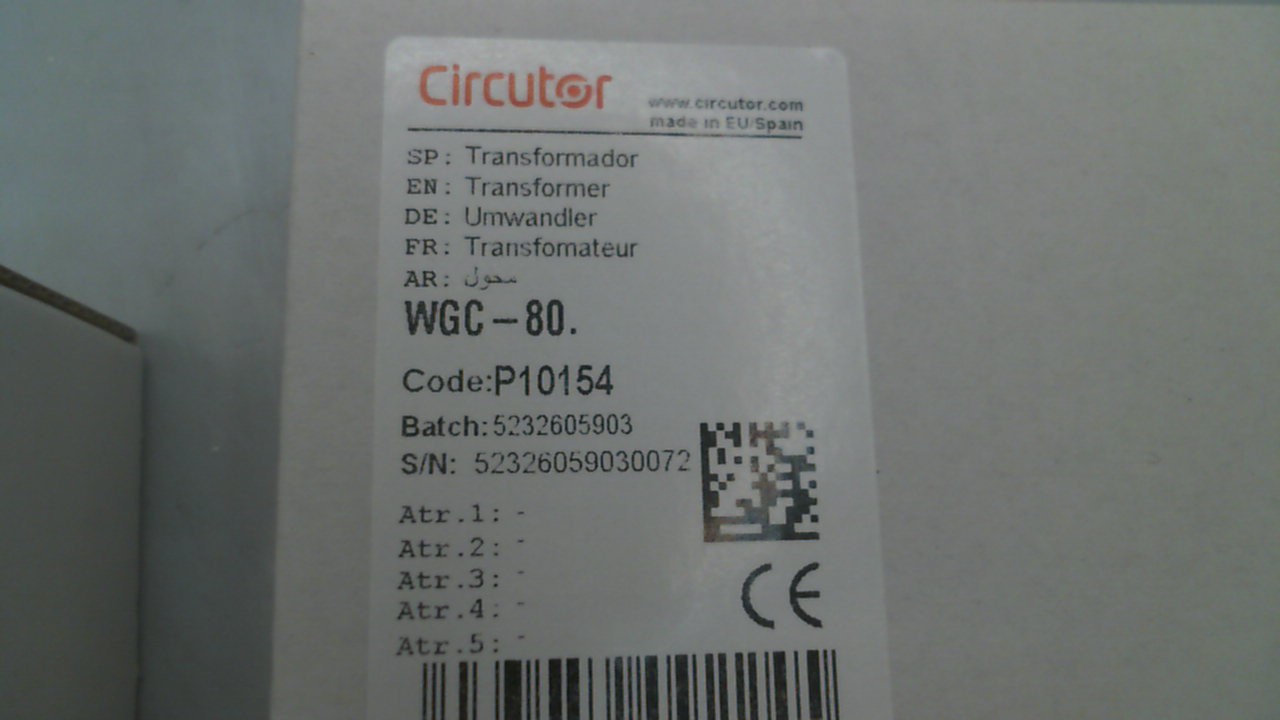 Circutor
www.circutor.com
made in EU/Spain
SP: Transformador
EN: Transformer
DE: Umwandler
FR: Transfomateur
AR: محول
WGC-80.
Code:P10154
Batch:5232605903
S/N: 52326059030072
Atr.1: -
Atr.2: -
Atr.3: -
Atr.4: -
Atr.5: -
CE